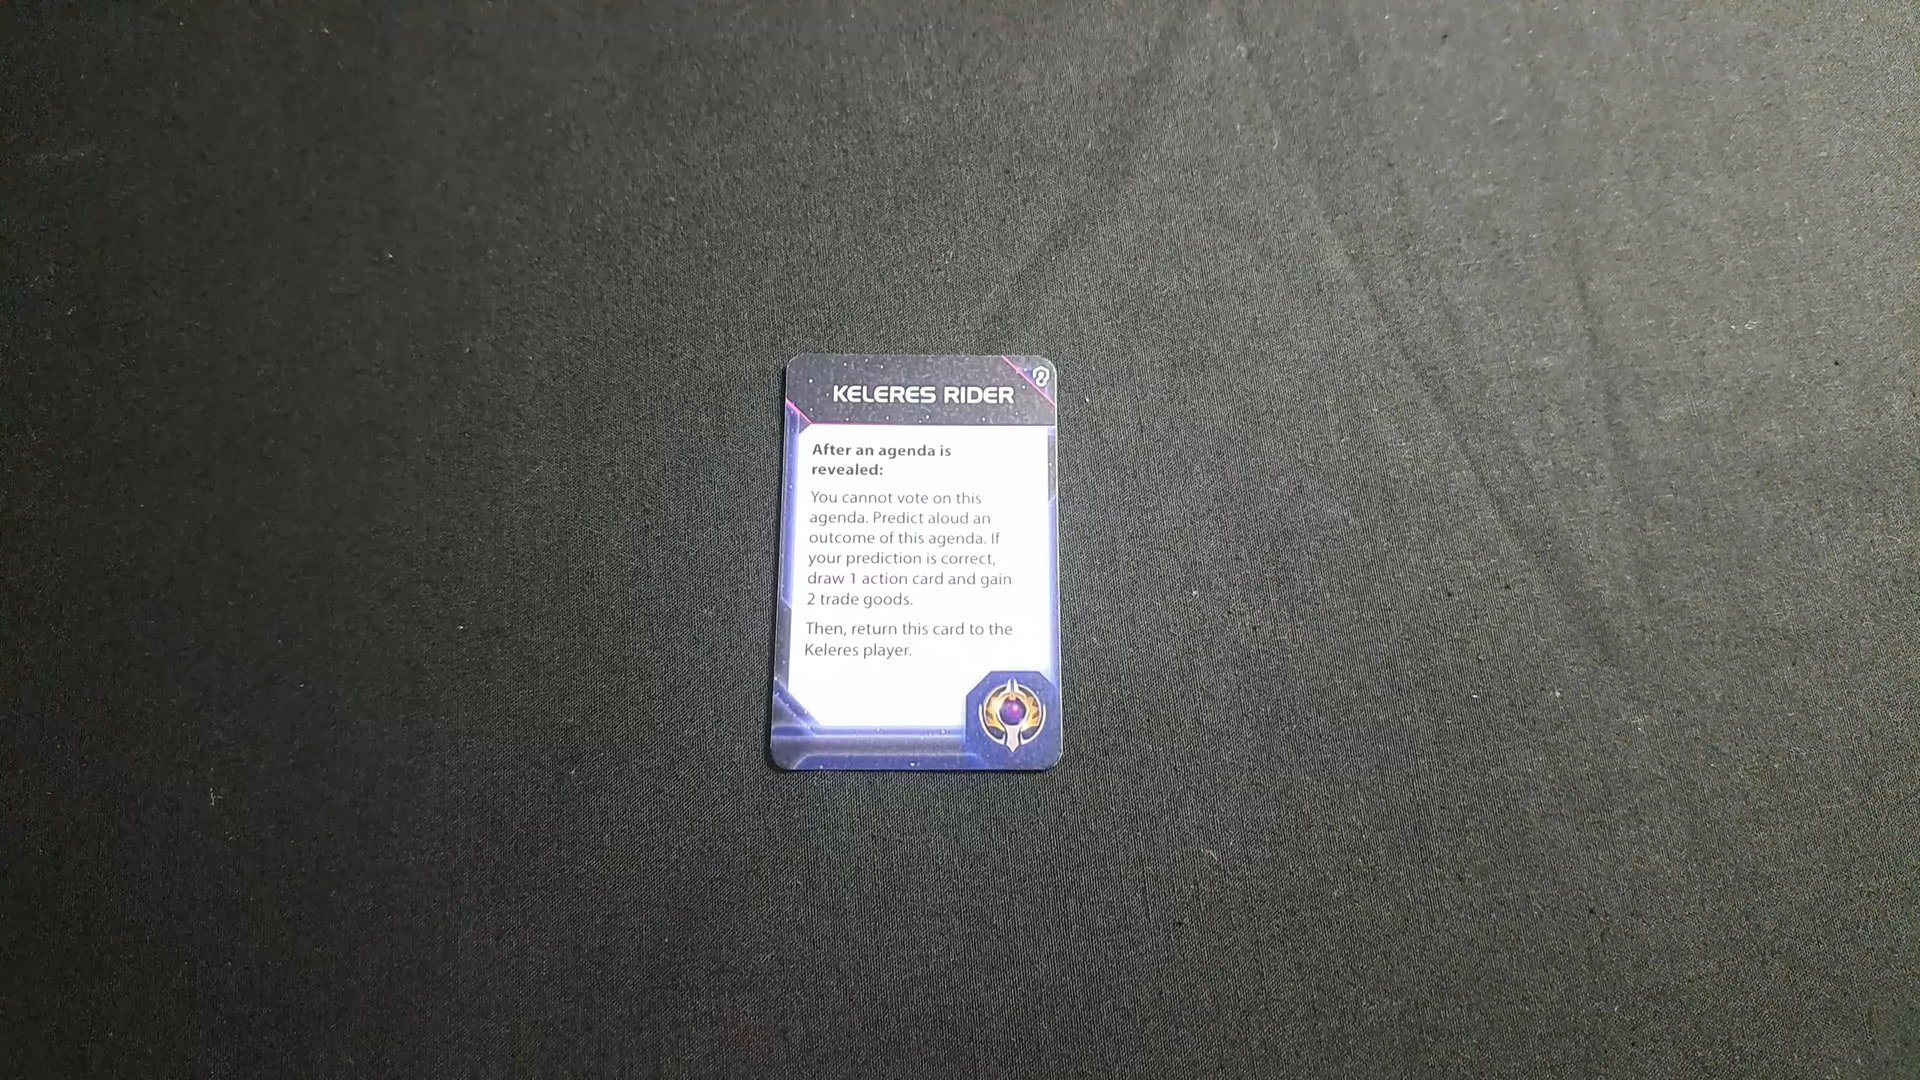 KELERES RIDER
After an agenda is
revealed:
You cannot vote on this
agenda. Predict aloud an
outcome of this agenda. If
your prediction is correct,
draw 1 action card and gain
2 trade goods.
Then, return this card to the
Keleres player.